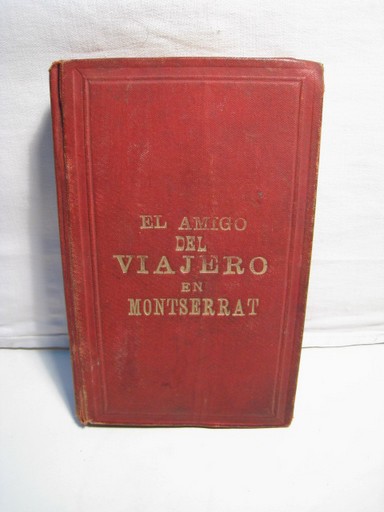 EL AMIGO
DEL
VIAJERO
EN
MONTSERRAT